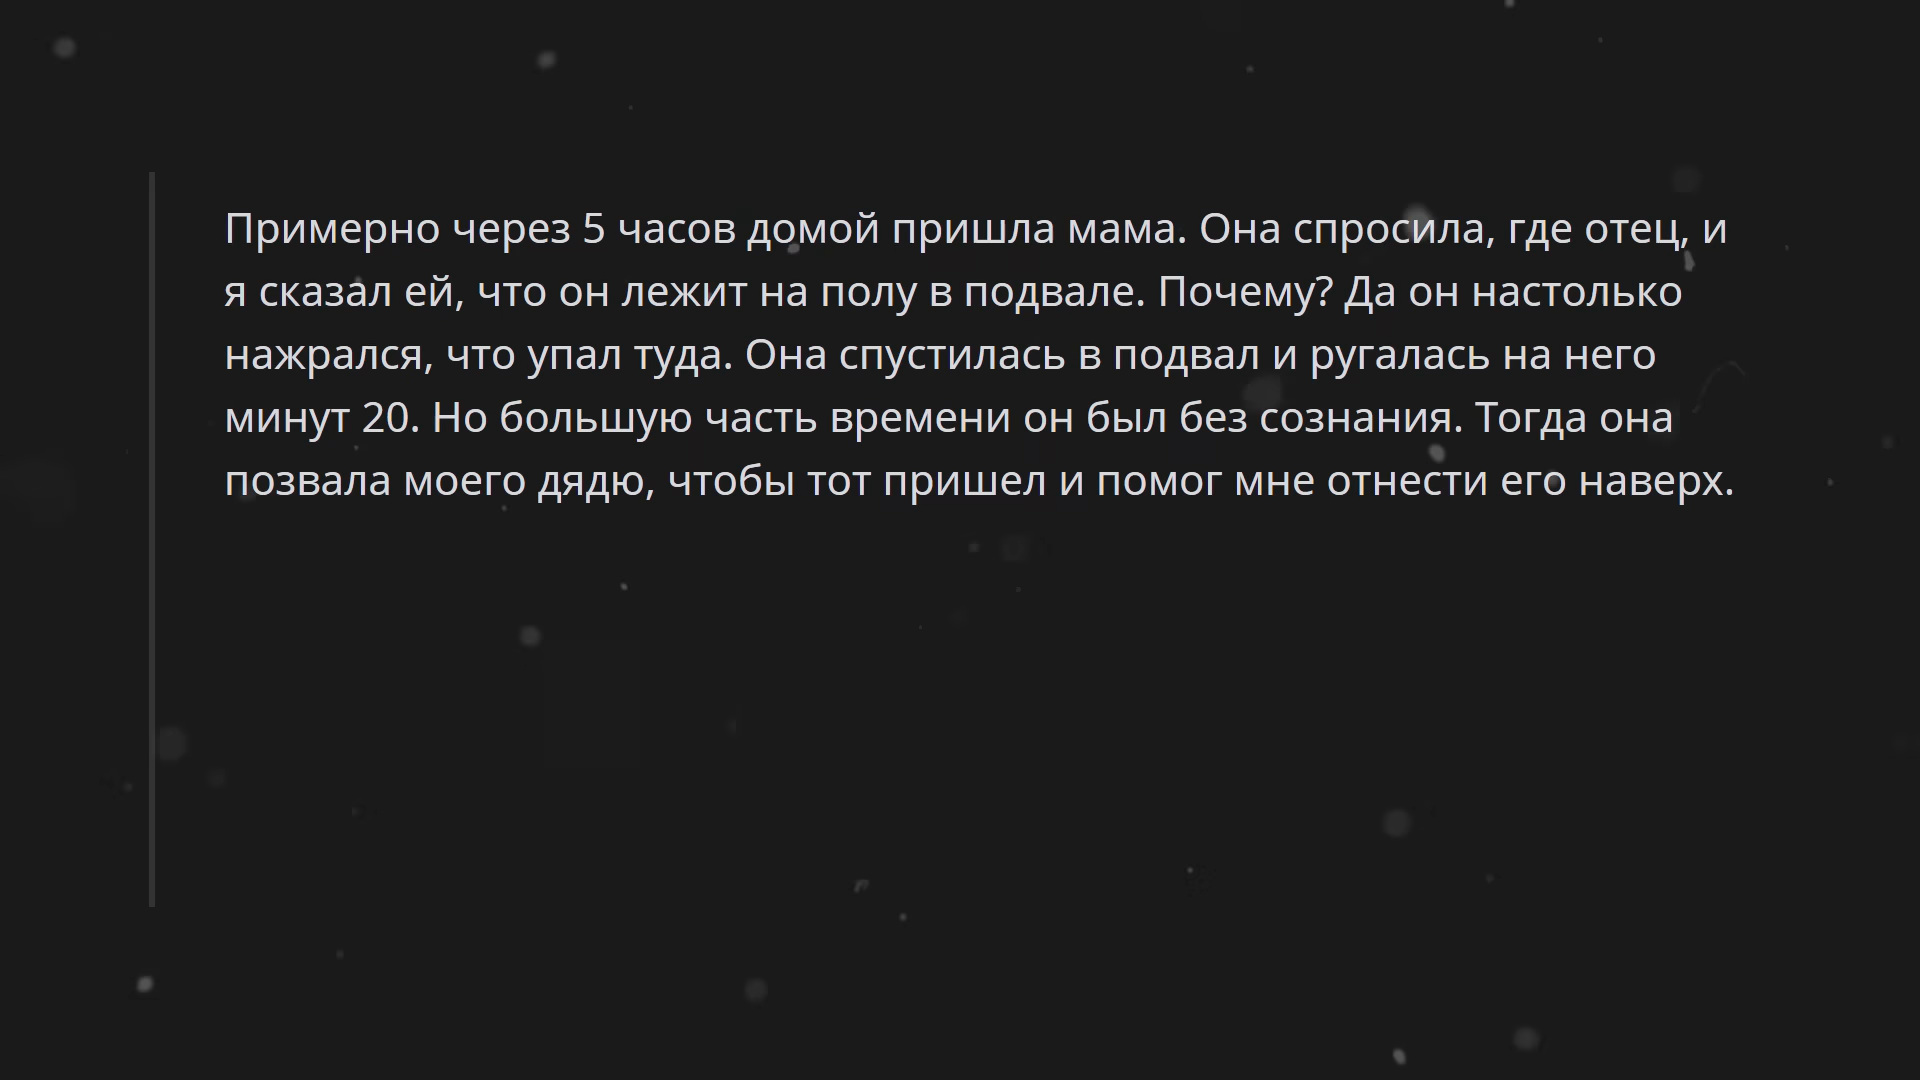 Примерно через 5 часов домой пришла мама. Она спросила, где отец, и
я сказал ей, что он лежит на полу в подвале. Почему? Да он настолько
нажрался, что упал туда. Она спустилась в подвал и ругалась на него
минут 20. Но большую часть времени он был без сознания. Тогда она
позвала моего дядю, чтобы тот пришел и помог мне отнести его наверх.